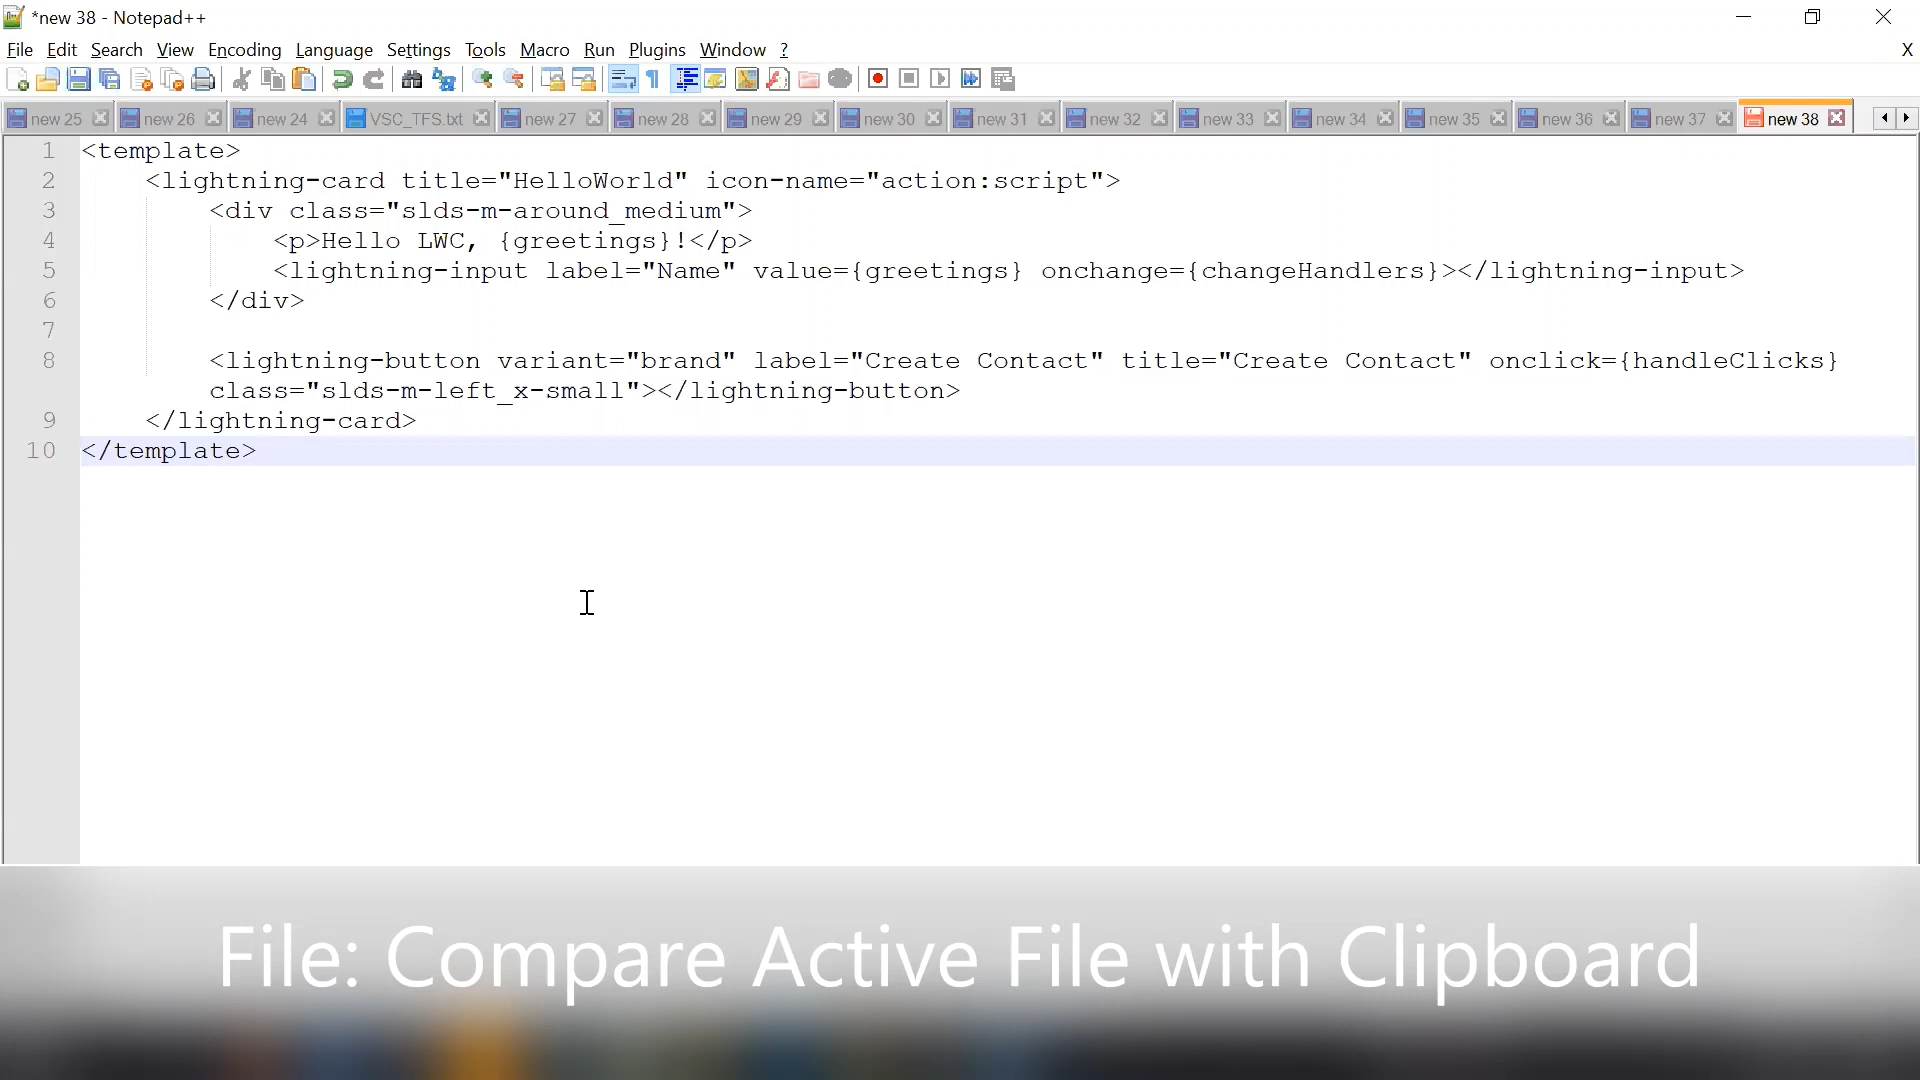 *new 38 - Notepad++
File Edit Search View Encoding Language Settings Tools Macro Run Plugins Window ? X
new 25 new 26 new 24 VSC_TFS.txt new 27 new 28 new 29 new 30 new 31 new 32 new 33 new 34 new 35 new 36 new 37 new 38
1 <template>
2 <lightning-card title="HelloWorld" icon-name="action:script">
3 <div class="slds-m-around_medium">
4 <p>Hello LWC, {greetings}!</p>
5 <lightning-input label="Name" value={greetings} onchange={changeHandlers}></lightning-input>
6 </div>
7
8 <lightning-button variant="brand" label="Create Contact" title="Create Contact" onclick={handleClicks}
class="slds-m-left_x-small"></lightning-button>
9 </lightning-card>
10 </template>
File: Compare Active File with Clipboard